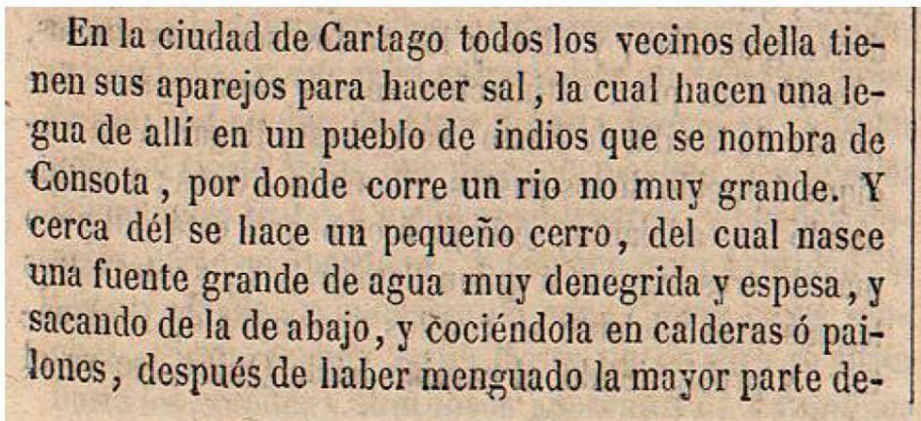 En la ciudad de Cartago todos los vecinos della tie-
nen sus aparejos para hacer sal, la cual hacen una le-
gua de allí en un pueblo de indios que se nombra de
Consota, por donde corre un rio no muy grande. Y
cerca dél se hace un pequeño cerro, del cual nasce
una fuente grande de agua muy denegrida y espesa, y
sacando de la de abajo, y cociéndola en calderas ó pai-
lones, después de haber menguado la mayor parte de-